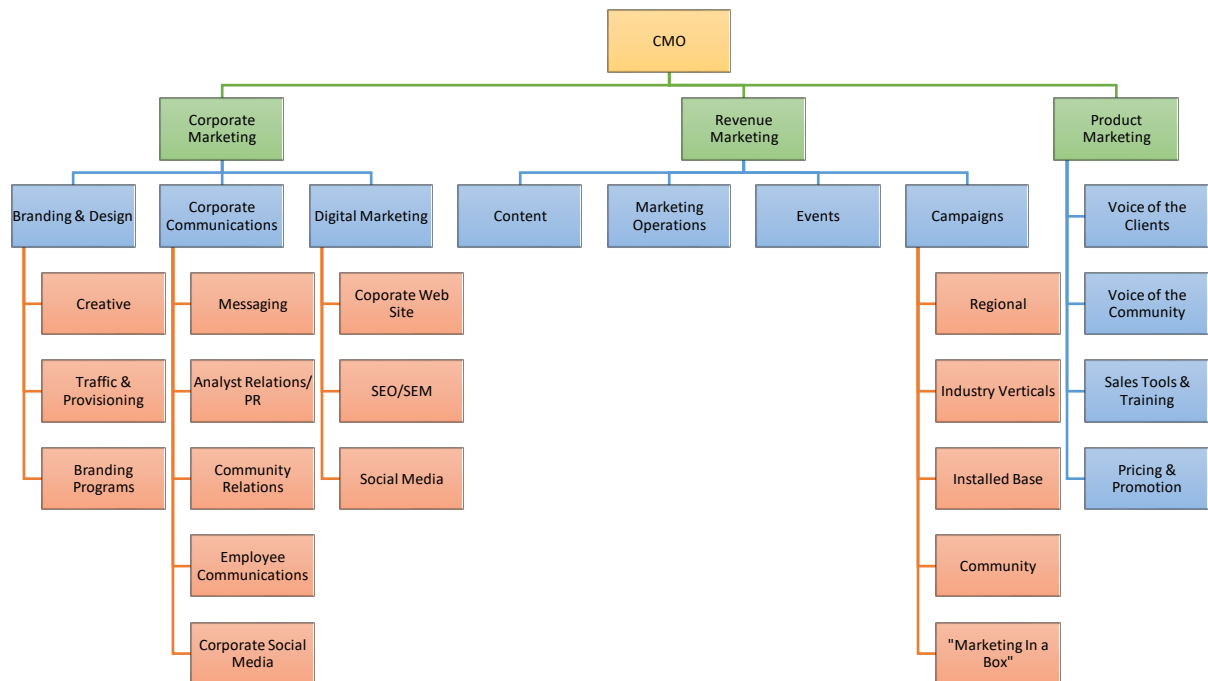 CMO
Corporate
Marketing
Revenue
Marketing
Product
Marketing
Branding & Design
Corporate
Communications
Digital Marketing
Content
Marketing
Operations
Events
Campaigns
Voice of the
Clients
Creative
Messaging
Coporate Web
Site
Regional
Voice of the
Community
Traffic &
Provisioning
Analyst Relations/
PR
SEO/SEM
Industry Verticals
Sales Tools &
Training
Branding
Programs
Community
Relations
Social Media
Installed Base
Pricing &
Promotion
Employee
Communications
Community
Corporate Social
Media
"Marketing In a
Box"